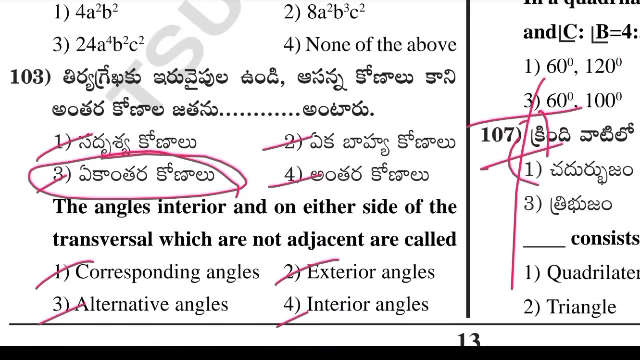 1) 4a²b²
2) 8a²b³c²
3) 24a⁴b²c²
4) None of the above
103) తిర్యగ్రేఖకు ఇరువైపుల ఉండి, ఆసన్న కోణాలు కాని
అంతర కోణాల జతను............అంటారు.
1) సదృశ్య కోణాలు
2) ఏక బాహ్య కోణాలు
3) ఏకాంతర కోణాలు
4) అంతర కోణాలు
The angles interior and on either side of the
transversal which are not adjacent are called
1) Corresponding angles
2) Exterior angles
3) Alternative angles
4) Interior angles
and|C: |B=4:
1) 60⁰, 120⁰
3) 60⁰, 100⁰
107) క్రింది వాటిలో
1) చదుర్భుజం
3) త్రిభుజం
____ consists
1) Quadrilater
2) Triangle
13
TSU